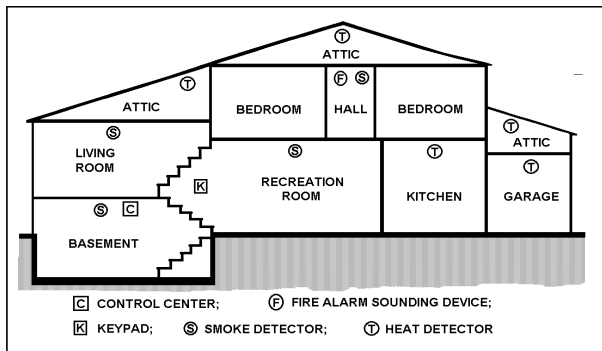 T
ATTIC
T
ATTIC
F S
BEDROOM HALL BEDROOM
S
LIVING
ROOM
T
ATTIC
S
RECREATION
ROOM
T
KITCHEN
T
GARAGE
K
S C
BASEMENT
C CONTROL CENTER; F FIRE ALARM SOUNDING DEVICE;
K KEYPAD; S SMOKE DETECTOR; T HEAT DETECTOR